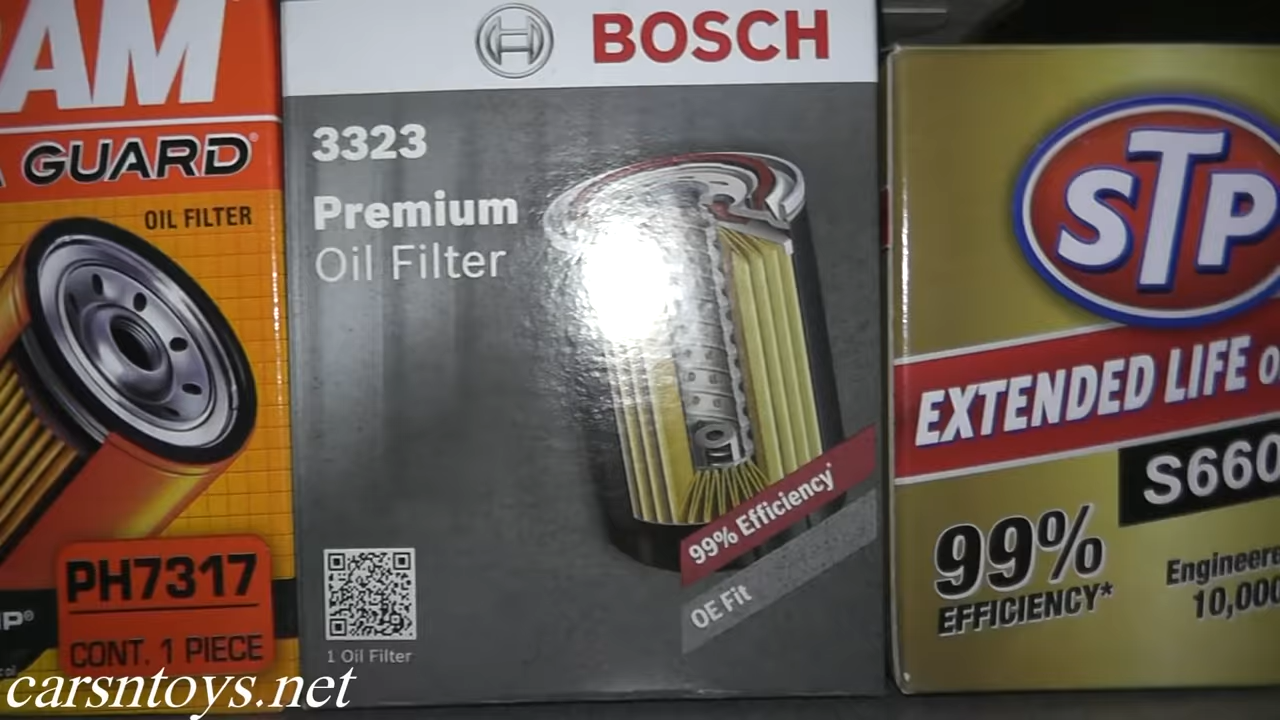 AM
GUARD
OIL FILTER
PH7317
CONT. 1 PIECE
BOSCH
3323
Premium
Oil Filter
99% Efficiency*
OE Fit
1 Oil Filter
STP
EXTENDED LIFE O
S660
99%
EFFICIENCY*
Engineere
10,000
carsntoys.net